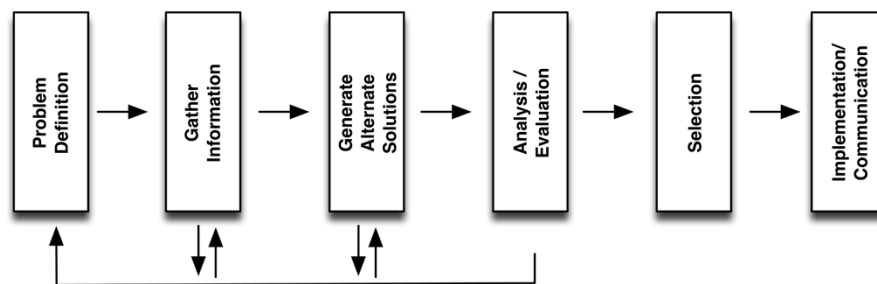 Problem
Definition
Gather
Information
Generate
Alternate
Solutions
Analysis /
Evaluation
Selection
Implementation/
Communication